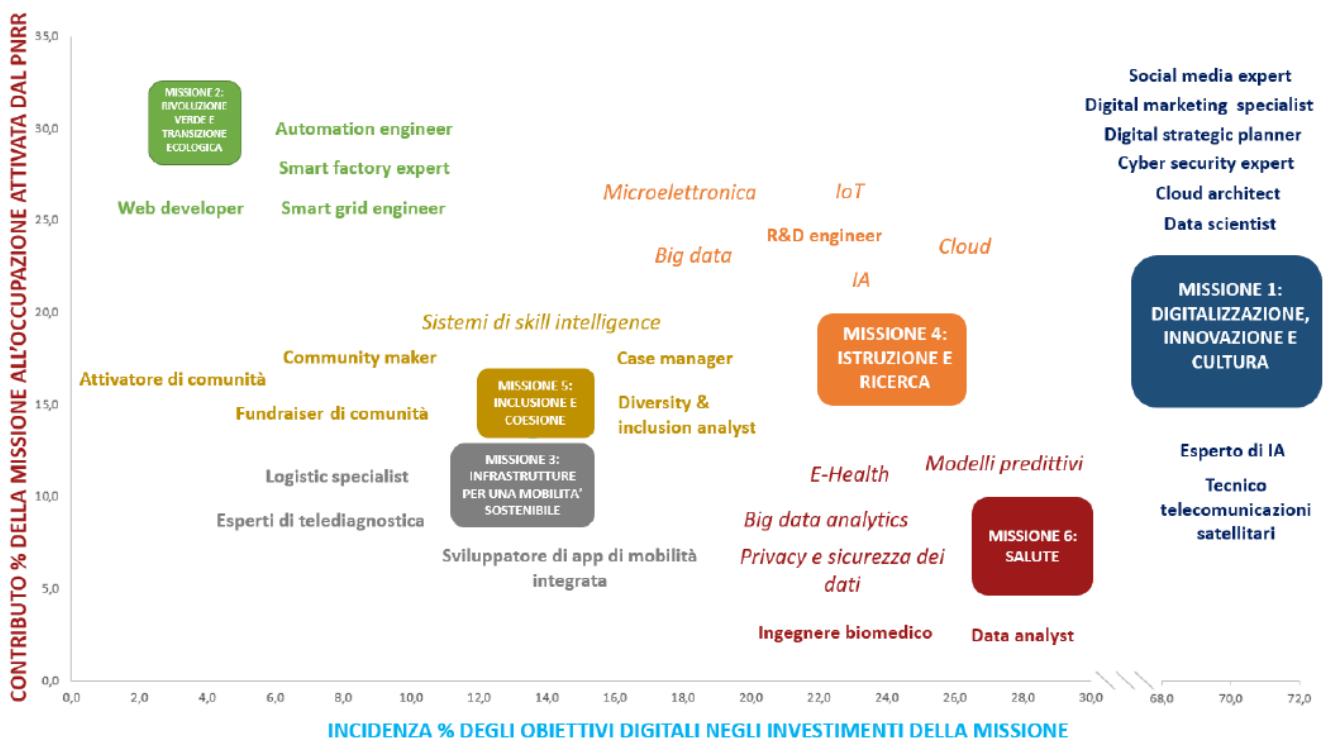 CONTRIBUTO % DELLA MISSIONE ALL'OCCUPAZIONE ATTIVATA DAL PNRR
35,0
30,0
25,0
20,0
15,0
10,0
5,0
0,0
MISSIONE 2:
RIVOLUZIONE
VERDE E
TRANSIZIONE
ECOLOGICA
Automation engineer
Smart factory expert
Web developer
Smart grid engineer
Microelettronica
IoT
R&D engineer
Big data
Cloud
IA
MISSIONE 4:
ISTRUZIONE E
RICERCA
Social media expert
Digital marketing specialist
Digital strategic planner
Cyber security expert
Cloud architect
Data scientist
MISSIONE 1:
DIGITALIZZAZIONE,
INNOVAZIONE E
CULTURA
Esperto di IA
Tecnico
telecomunicazioni
satellitari
Sistemi di skill intelligence
Community maker
Case manager
Attivatore di comunità
MISSIONE 5:
INCLUSIONE E
COESIONE
Fundraiser di comunità
Diversity &
inclusion analyst
Logistic specialist
MISSIONE 3:
INFRASTRUTTURE
PER UNA MOBILITA'
SOSTENIBILE
Esperti di telediagnostica
Sviluppatore di app di mobilità
integrata
E-Health
Modelli predittivi
Big data analytics
Privacy e sicurezza dei
dati
MISSIONE 6:
SALUTE
Ingegnere biomedico
Data analyst
0,0
2,0
4,0
6,0
8,0
10,0
12,0
14,0
16,0
18,0
20,0
22,0
24,0
26,0
28,0
30,0
68,0
70,0
72,0
INCIDENZA % DEGLI OBIETTIVI DIGITALI NEGLI INVESTIMENTI DELLA MISSIONE